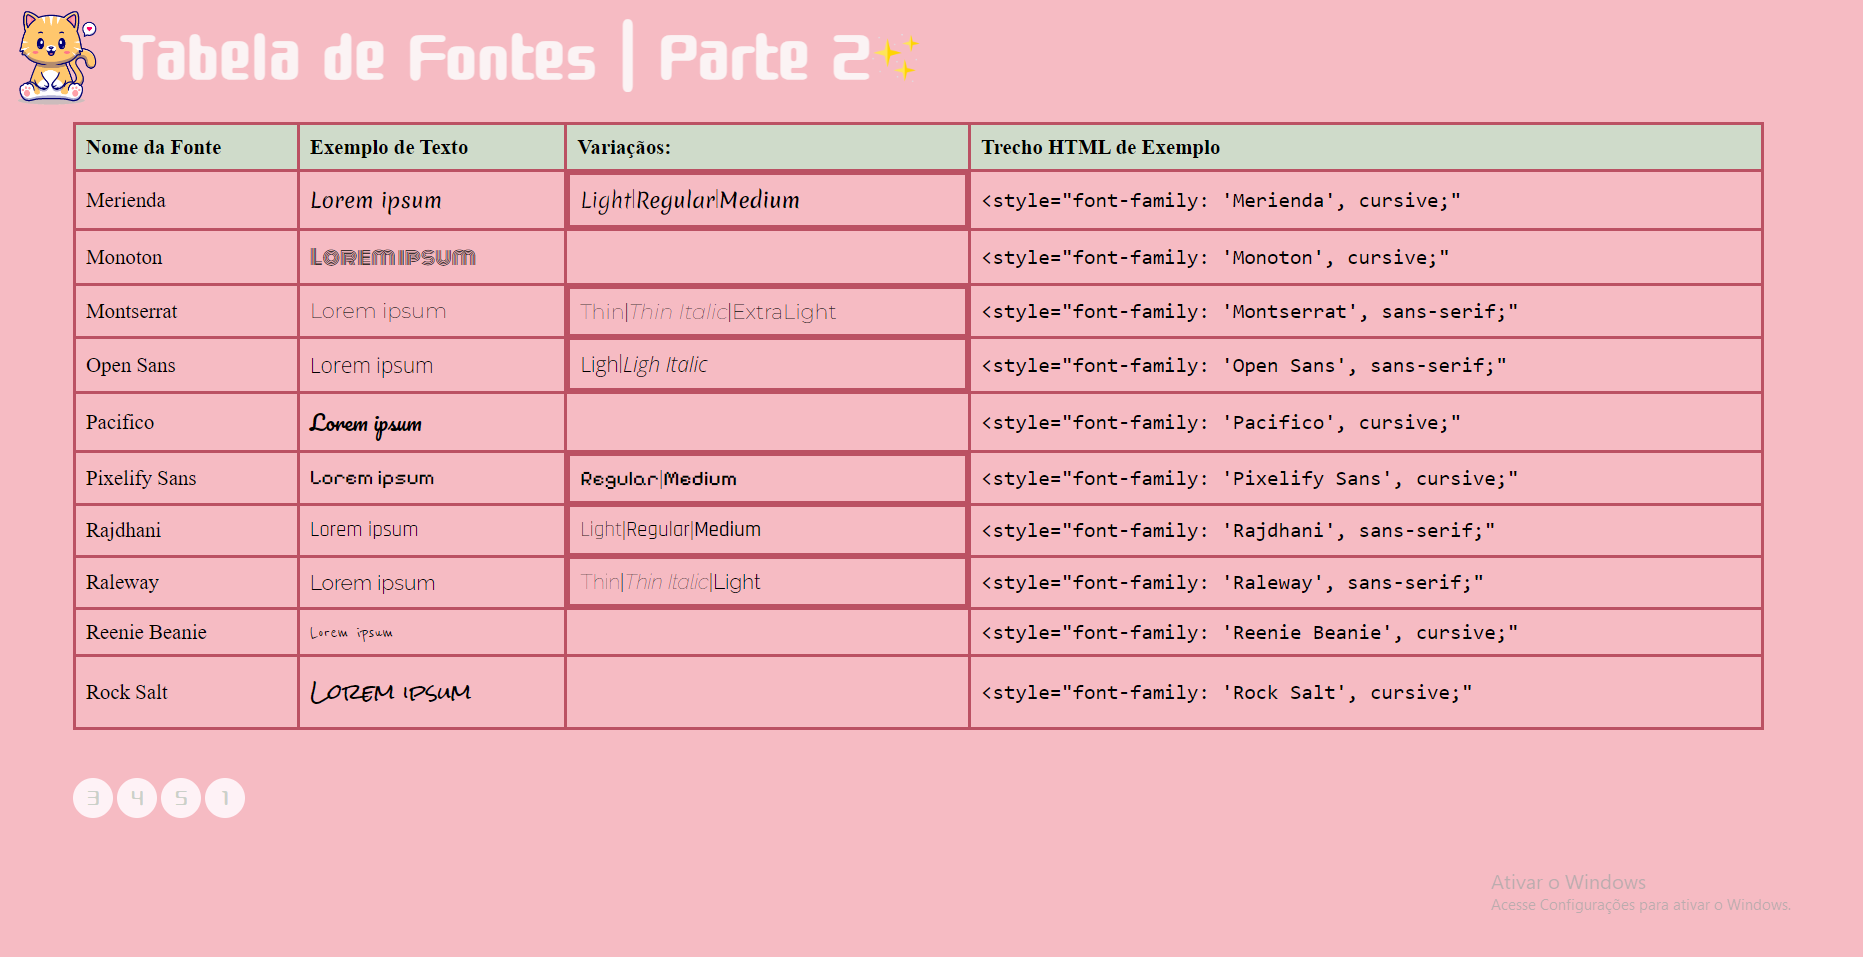 Tabela de Fontes | Parte 2✨
Nome da Fonte Exemplo de Texto Variações: Trecho HTML de Exemplo
Merienda Lorem ipsum Light|Regular|Medium <style="font-family: 'Merienda', cursive;"
Monoton Lorem ipsum <style="font-family: 'Monoton', cursive;"
Montserrat Lorem ipsum Thin|Thin Italic|ExtraLight <style="font-family: 'Montserrat', sans-serif;"
Open Sans Lorem ipsum Ligh|Ligh Italic <style="font-family: 'Open Sans', sans-serif;"
Pacifico Lorem ipsum <style="font-family: 'Pacifico', cursive;"
Pixelify Sans Lorem ipsum Regular|Medium <style="font-family: 'Pixelify Sans', cursive;"
Rajdhani Lorem ipsum Light|Regular|Medium <style="font-family: 'Rajdhani', sans-serif;"
Raleway Lorem ipsum Thin|Thin Italic|Light <style="font-family: 'Raleway', sans-serif;"
Reenie Beanie Lorem ipsum <style="font-family: 'Reenie Beanie', cursive;"
Rock Salt Lorem ipsum <style="font-family: 'Rock Salt', cursive;"
3 4 5 1
Ativar o Windows
Acesse Configurações para ativar o Windows.